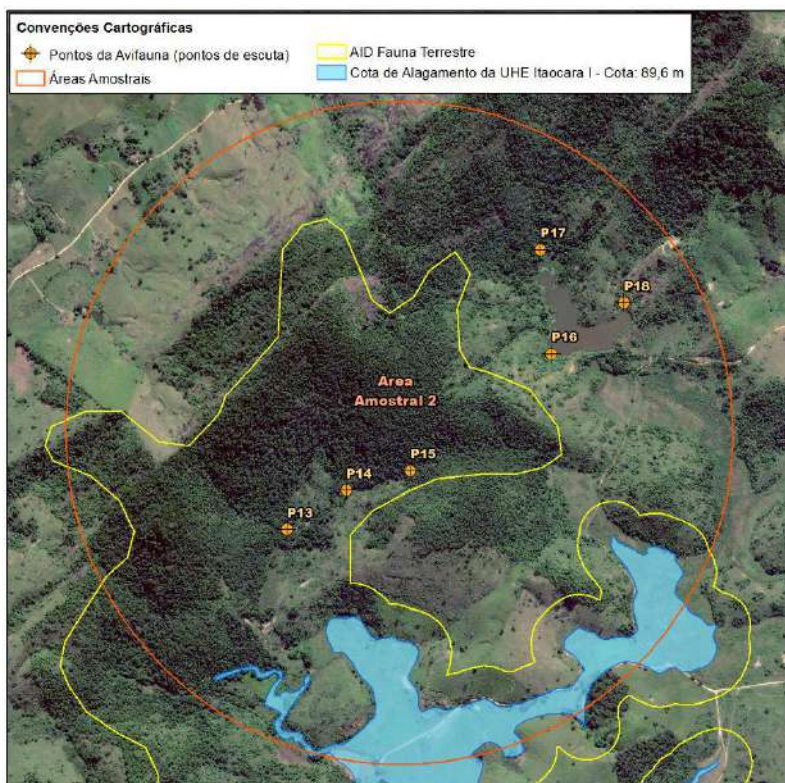 Convenções Cartográficas
Pontos da Avifauna (pontos de escuta)
Áreas Amostrais
AID Fauna Terrestre
Cota de Alagamento da UHE Itaocara I - Cota: 89,6 m
P17
P18
P16
Área
Amostral 2
P15
P14
P13